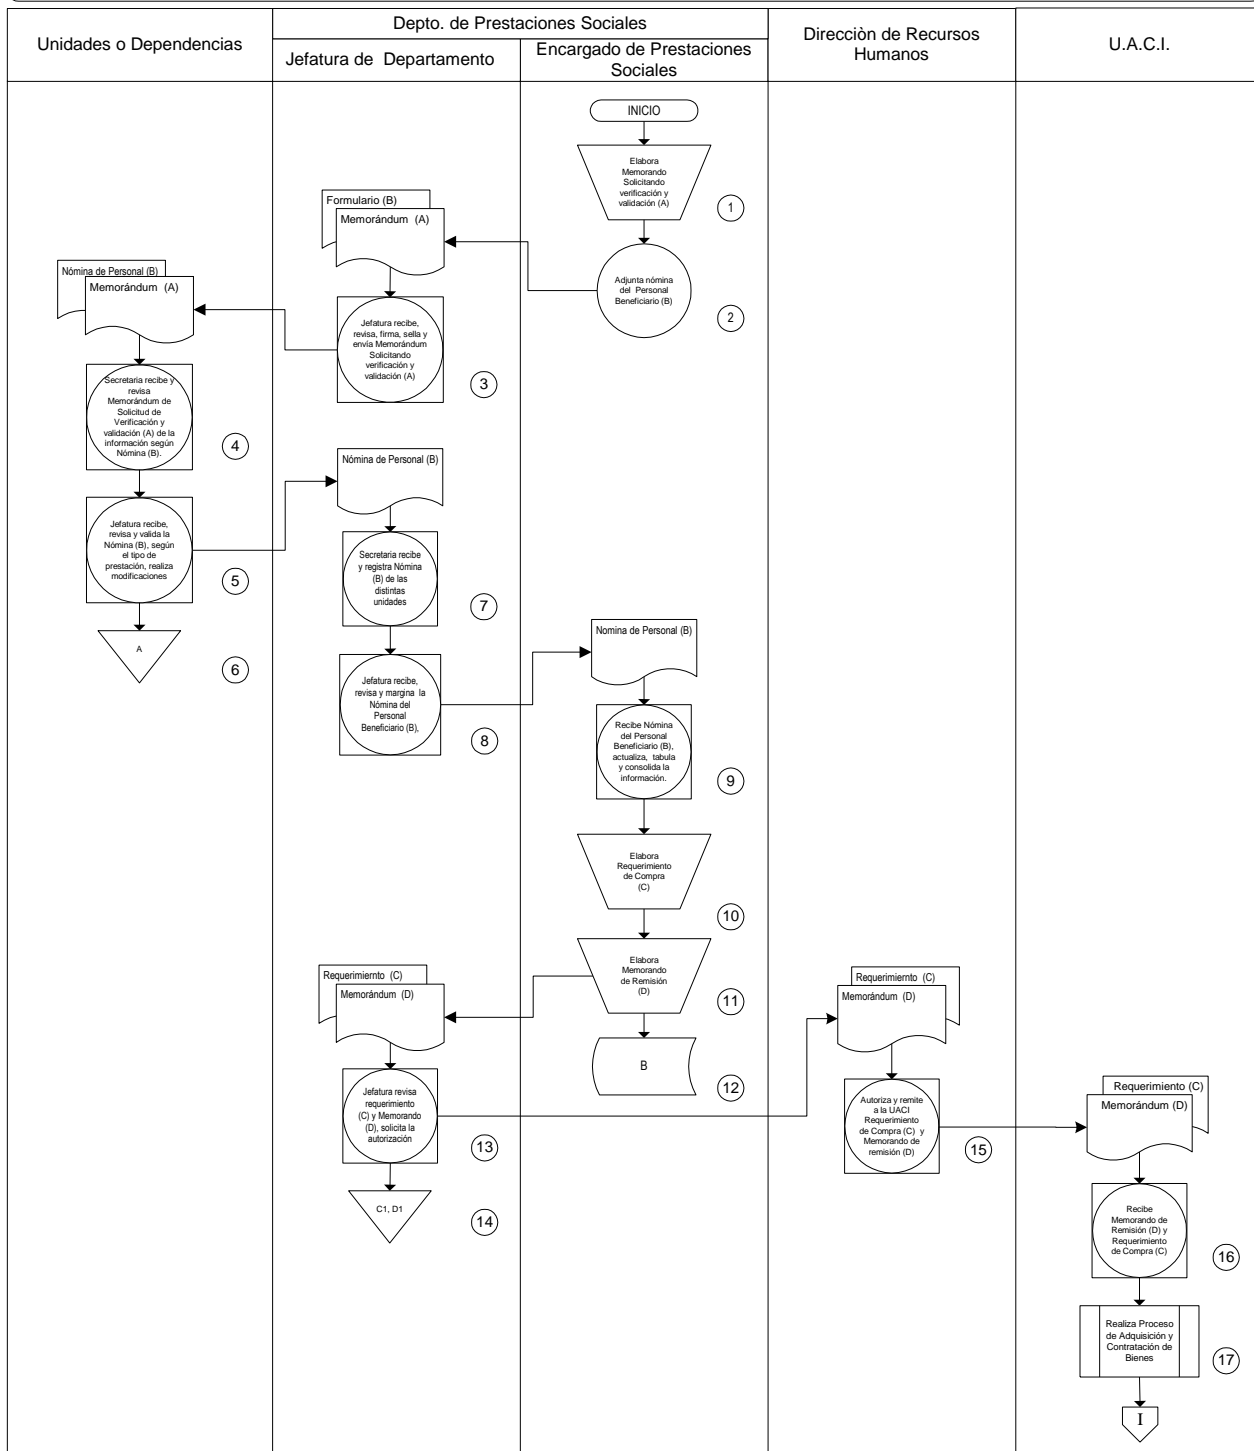 Unidades o Dependencias
Depto. de Prestaciones Sociales
Jefatura de Departamento
Encargado de Prestaciones
Sociales
Direcciòn de Recursos
Humanos
U.A.C.I.
INICIO
Elabora
Memorando
Solicitando
verificación y
validación (A)
1
Adjunta nómina
del Personal
Beneficiario (B)
2
Formulario (B)
Memorándum (A)
Jefatura recibe,
revisa, firma, sella y
envía Memorándum
Solicitando
verificación y
validación (A)
3
Nómina de Personal (B)
Memorándum (A)
Secretaria recibe y
revisa
Memorándum de
Solicitud de
Verificación y
validación (A) de la
información según
Nómina (B).
4
Jefatura recibe,
revisa y valida la
Nómina (B), según
el tipo de
prestación, realiza
modificaciones
5
A
6
Nómina de Personal (B)
Secretaria recibe
y registra Nómina
(B) de las
distintas
unidades
7
Jefatura recibe,
revisa y margina la
Nómina del
Personal
Beneficiario (B),
8
Nomina de Personal (B)
Recibe Nómina
del Personal
Beneficiario (B),
actualiza, tabula
y consolida la
información.
9
Elabora
Requerimiento
de Compra
(C)
10
Elabora
Memorando
de Remisión
(D)
11
B
12
Requerimiernto (C)
Memorándum (D)
Jefatura revisa
requerimiento
(C) y Memorando
(D), solicita la
autorización
13
C1, D1
14
Requerimiernto (C)
Memorándum (D)
Autoriza y remite
a la UACI
Requerimiento
de Compra (C) y
Memorando de
remisión (D)
15
Requerimiento (C)
Memorándum (D)
Recibe
Memorando de
Remisión (D) y
Requerimiento
de Compra (C)
16
Realiza Proceso
de Adquisición y
Contratación de
Bienes
17
I